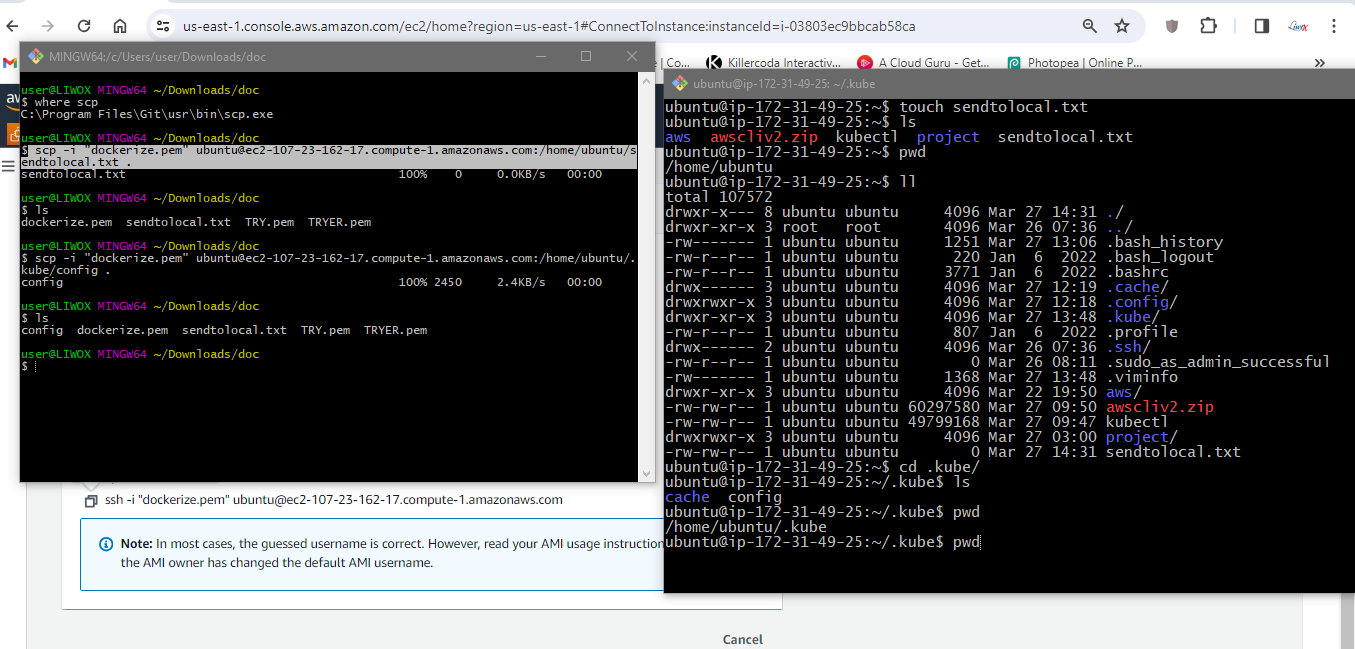 us-east-1.console.aws.amazon.com/ec2/home?region=us-east-1#ConnectToInstance:instanceId=i-03803ec9bbcab58ca
Co...
Killercoda Interactiv...
A Cloud Guru - Get...
Photopea | Online P...
»
MINGW64:/c/Users/user/Downloads/doc
user@LIWOX MINGW64 ~/Downloads/doc
$ where scp
C:\Program Files\Git\usr\bin\scp.exe
user@LIWOX MINGW64 ~/Downloads/doc
$ scp -i "dockerize.pem" ubuntu@ec2-107-23-162-17.compute-1.amazonaws.com:/home/ubuntu/s
endtolocal.txt .
sendtolocal.txt 100% 0 0.0KB/s 00:00
user@LIWOX MINGW64 ~/Downloads/doc
$ ls
dockerize.pem sendtolocal.txt TRY.pem TRYER.pem
user@LIWOX MINGW64 ~/Downloads/doc
$ scp -i "dockerize.pem" ubuntu@ec2-107-23-162-17.compute-1.amazonaws.com:/home/ubuntu/.
kube/config .
config 100% 2450 2.4KB/s 00:00
user@LIWOX MINGW64 ~/Downloads/doc
$ ls
config dockerize.pem sendtolocal.txt TRY.pem TRYER.pem
user@LIWOX MINGW64 ~/Downloads/doc
$
ubuntu@ip-172-31-49-25: ~/.kube
ubuntu@ip-172-31-49-25:~$ touch sendtolocal.txt
ubuntu@ip-172-31-49-25:~$ ls
aws awscliv2.zip kubectl project sendtolocal.txt
ubuntu@ip-172-31-49-25:~$ pwd
/home/ubuntu
ubuntu@ip-172-31-49-25:~$ ll
total 107572
drwxr-x--- 8 ubuntu ubuntu 4096 Mar 27 14:31 ./
drwxr-xr-x 3 root root 4096 Mar 26 07:36 ../
-rw------- 1 ubuntu ubuntu 1251 Mar 27 13:06 .bash_history
-rw-r--r-- 1 ubuntu ubuntu 220 Jan 6 2022 .bash_logout
-rw-r--r-- 1 ubuntu ubuntu 3771 Jan 6 2022 .bashrc
drwx------ 3 ubuntu ubuntu 4096 Mar 27 12:19 .cache/
drwxrwxr-x 3 ubuntu ubuntu 4096 Mar 27 12:18 .config/
drwxrwxr-x 3 ubuntu ubuntu 4096 Mar 27 13:48 .kube/
-rw-r--r-- 1 ubuntu ubuntu 807 Jan 6 2022 .profile
drwx------ 2 ubuntu ubuntu 4096 Mar 26 07:36 .ssh/
-rw-r--r-- 1 ubuntu ubuntu 0 Mar 26 08:11 .sudo_as_admin_successful
-rw------- 1 ubuntu ubuntu 1368 Mar 27 13:48 .viminfo
drwxr-xr-x 3 ubuntu ubuntu 4096 Mar 22 19:50 aws/
-rw-rw-r-- 1 ubuntu ubuntu 60297580 Mar 27 09:50 awscliv2.zip
-rw-rw-r-- 1 ubuntu ubuntu 49799168 Mar 27 09:47 kubectl
drwxrwxr-x 3 ubuntu ubuntu 4096 Mar 27 03:00 project/
-rw-rw-r-- 1 ubuntu ubuntu 0 Mar 27 14:31 sendtolocal.txt
ubuntu@ip-172-31-49-25:~$ cd .kube/
ubuntu@ip-172-31-49-25:~/.kube$ ls
cache config
ubuntu@ip-172-31-49-25:~/.kube$ pwd
/home/ubuntu/.kube
ubuntu@ip-172-31-49-25:~/.kube$ pwd
ssh -i "dockerize.pem" ubuntu@ec2-107-23-162-17.compute-1.amazonaws.com
Note: In most cases, the guessed username is correct. However, read your AMI usage instruction
the AMI owner has changed the default AMI username.
Cancel